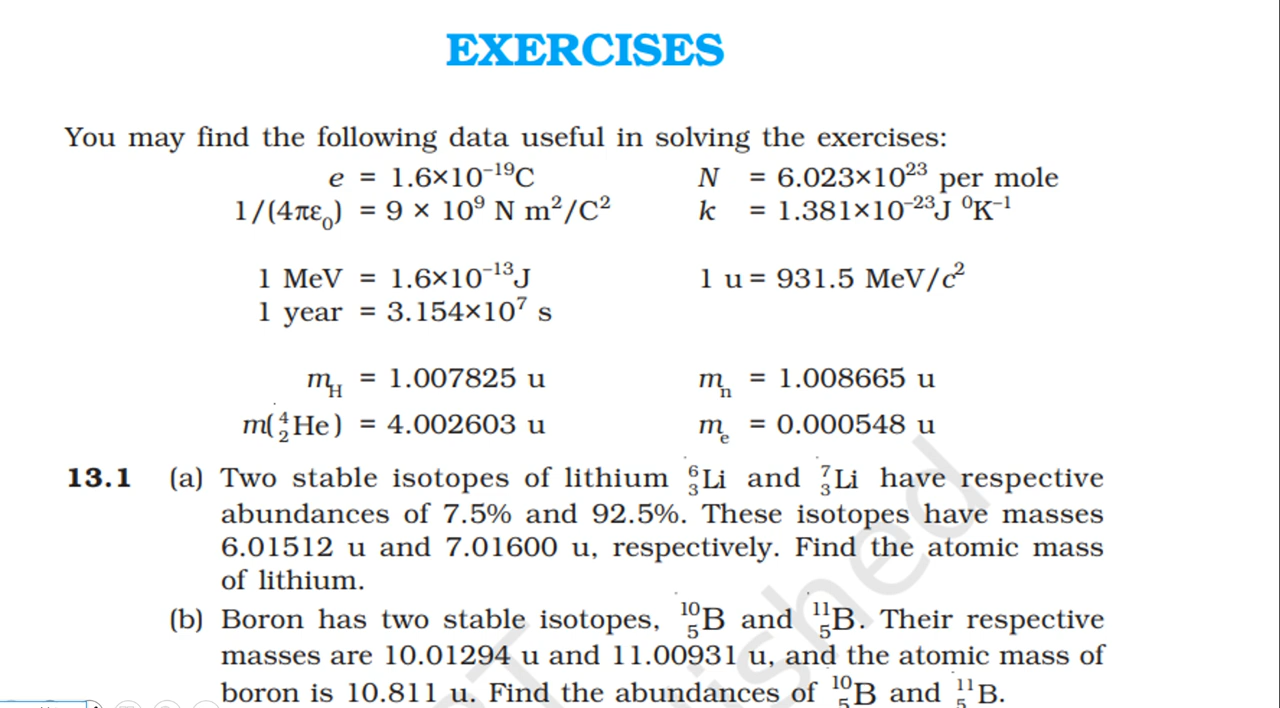 EXERCISES
You may find the following data useful in solving the exercises:
e = 1.6×10⁻¹⁹C N = 6.023×10²³ per mole
1/(4πε₀) = 9 × 10⁹ N m²/C² k = 1.381×10⁻²³J ⁰K⁻¹
1 MeV = 1.6×10⁻¹³J 1 u = 931.5 MeV/c²
1 year = 3.154×10⁷ s
m_H = 1.007825 u m_n = 1.008665 u
m(⁴₂He) = 4.002603 u m_e = 0.000548 u
13.1 (a) Two stable isotopes of lithium ⁶₃Li and ⁷₃Li have respective
abundances of 7.5% and 92.5%. These isotopes have masses
6.01512 u and 7.01600 u, respectively. Find the atomic mass
of lithium.
(b) Boron has two stable isotopes, ¹⁰₅B and ¹¹₅B. Their respective
masses are 10.01294 u and 11.00931 u, and the atomic mass of
boron is 10.811 u. Find the abundances of ¹⁰₅B and ¹¹₅B.